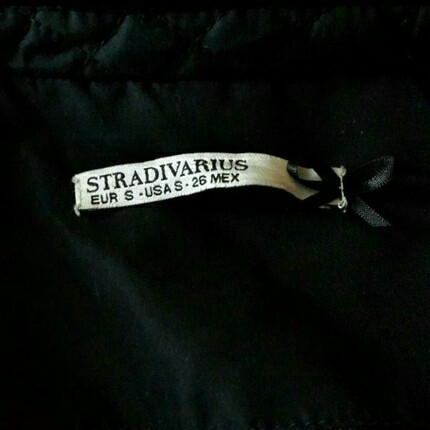 STRADIVARIUS
EUR S - USA S - 26 MEX